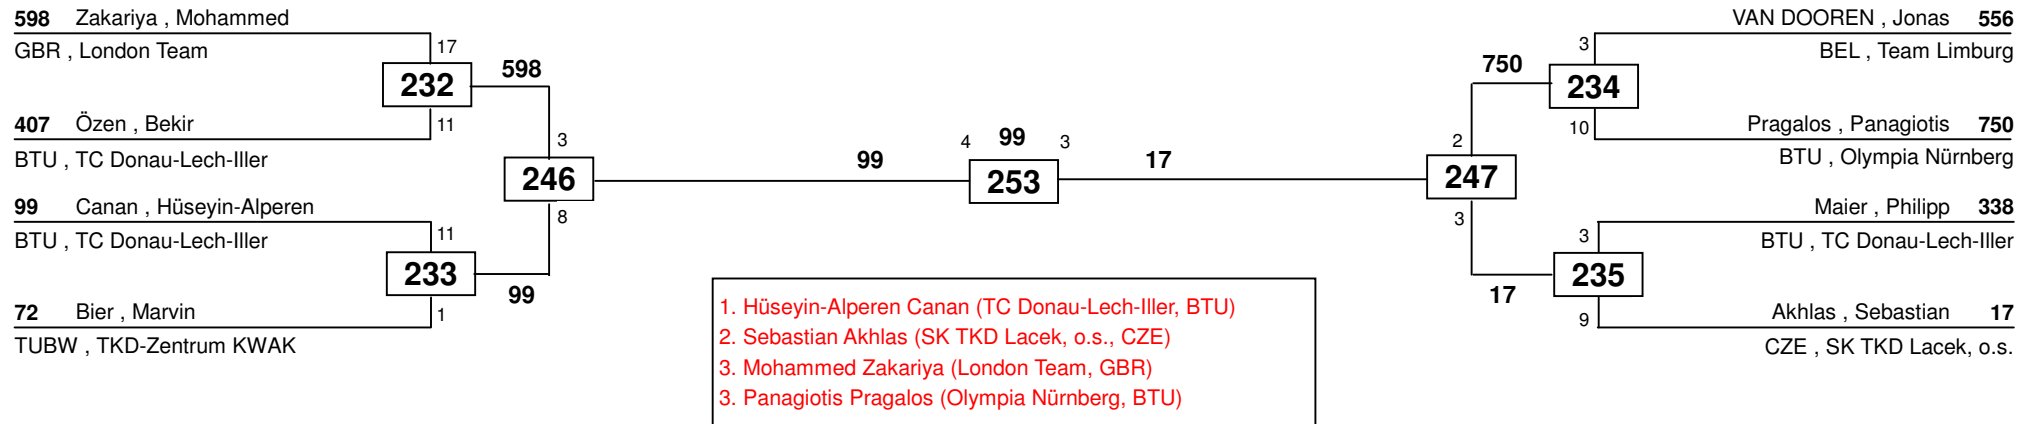 598 Zakariya , Mohammed
GBR , London Team
17
232
598
407 Özen , Bekir
11
BTU , TC Donau-Lech-Iller
3
246
8
99 Canan , Hüseyin-Alperen
BTU , TC Donau-Lech-Iller
11
233
99
72 Bier , Marvin
1
TUBW , TKD-Zentrum KWAK
99
4 99 3
253
17
VAN DOOREN , Jonas 556
3
BEL , Team Limburg
750
234
10
Pragalos , Panagiotis 750
BTU , Olympia Nürnberg
2
247
3
Maier , Philipp 338
3
BTU , TC Donau-Lech-Iller
235
17
9
Akhlas , Sebastian 17
CZE , SK TKD Lacek, o.s.
1. Hüseyin-Alperen Canan (TC Donau-Lech-Iller, BTU)
2. Sebastian Akhlas (SK TKD Lacek, o.s., CZE)
3. Mohammed Zakariya (London Team, GBR)
3. Panagiotis Pragalos (Olympia Nürnberg, BTU)